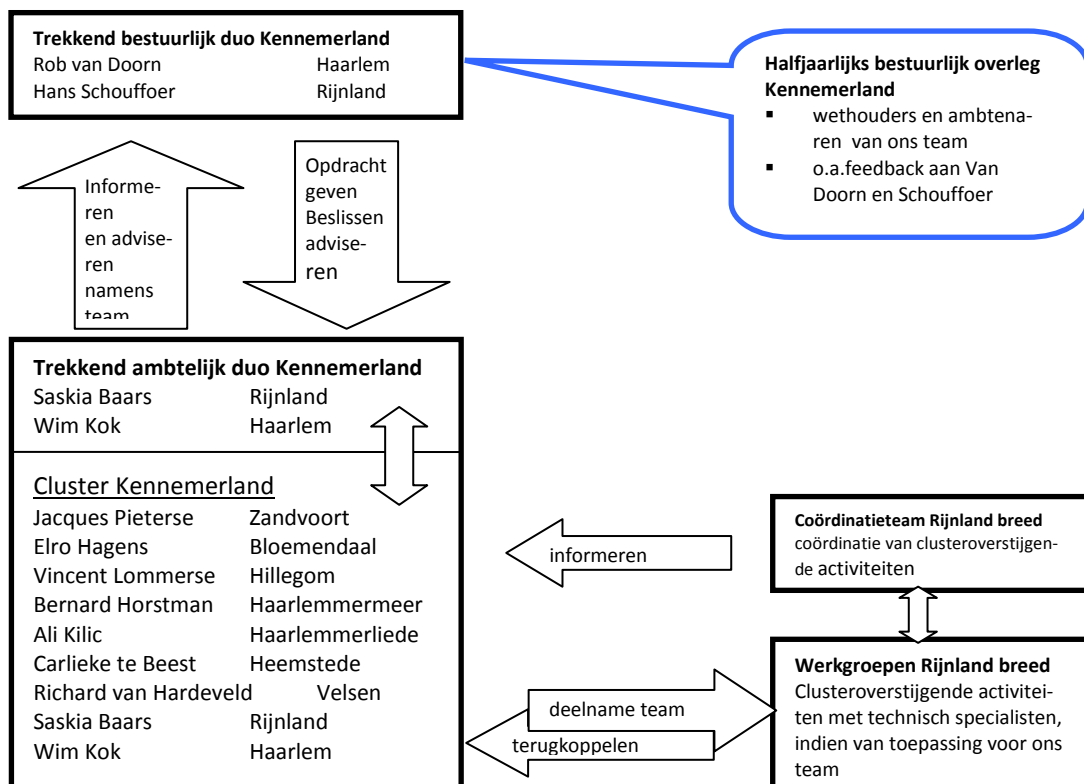 Trekkend bestuurlijk duo Kennemerland
Rob van Doorn Haarlem
Hans Schouffoer Rijnland
Halfjaarlijks bestuurlijk overleg
Kennemerland
▪ wethouders en ambtena-
ren van ons team
▪ o.a.feedback aan Van
Doorn en Schouffoer
Informe-
ren
en advise-
ren
namens
team
Opdracht
geven
Beslissen
advise-
ren
Trekkend ambtelijk duo Kennemerland
Saskia Baars Rijnland
Wim Kok Haarlem
Cluster Kennemerland
Jacques Pieterse Zandvoort
Elro Hagens Bloemendaal
Vincent Lommerse Hillegom
Bernard Horstman Haarlemmermeer
Ali Kilic Haarlemmerliede
Carlieke te Beest Heemstede
Richard van Hardeveld Velsen
Saskia Baars Rijnland
Wim Kok Haarlem
informeren
Coördinatieteam Rijnland breed
coördinatie van clusteroverstijgen-
de activiteiten
deelname team
terugkoppelen
Werkgroepen Rijnland breed
Clusteroverstijgende activitei-
ten met technisch specialisten,
indien van toepassing voor ons
team